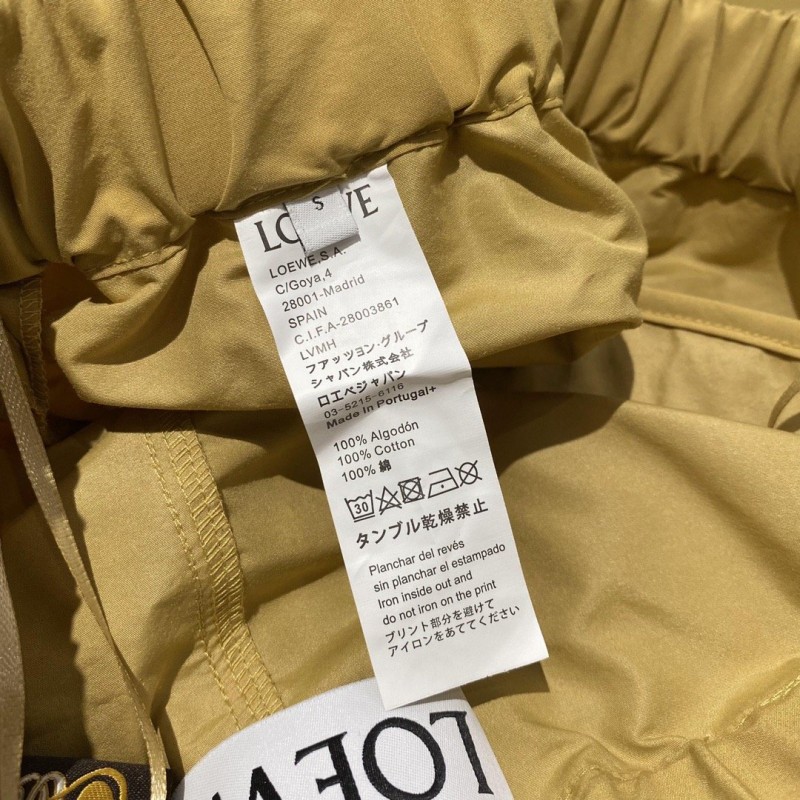 S
LOEWE
LOEWE,S.A.
C/Goya,4
28001-Madrid
SPAIN
C.I.F.A-28003861
LVMH
ファッツョン・グループ
シャパン株式会社
ロエベジャパン
03-5215-6116
Made in Portugal+
100% Algodón
100% Cotton
100% 綿
30
タンブル乾燥禁止
Planchar del revés
sin planchar el estampado
Iron inside out and
do not iron on the print
プリント部分を避けて
アイロンをあててください
LOEW